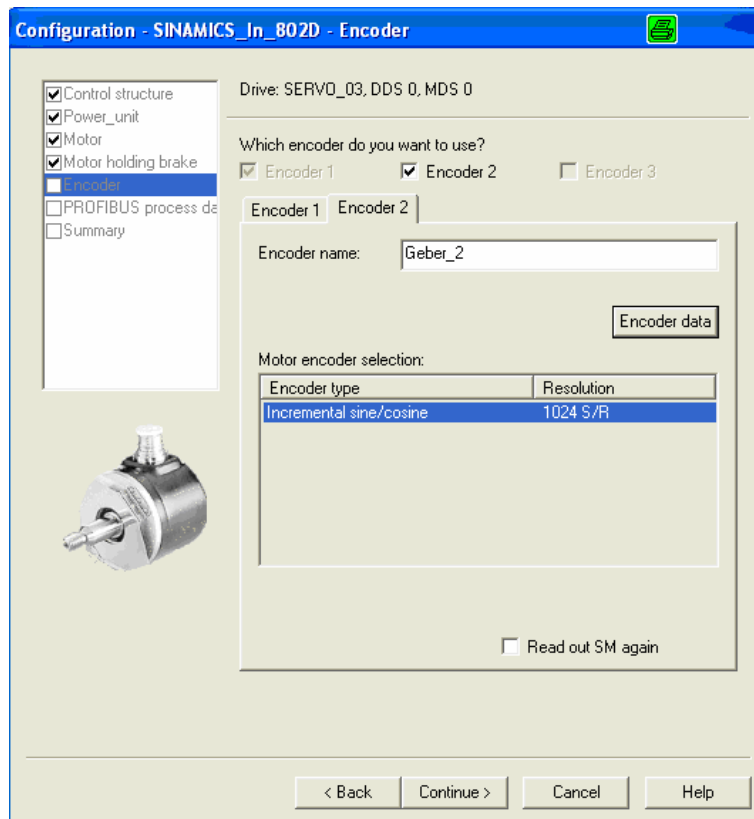 Configuration - SINAMICS_In_802D - Encoder
Control structure
Power_unit
Motor
Motor holding brake
Encoder
PROFIBUS process da
Summary
Drive: SERVO_03, DDS 0, MDS 0
Which encoder do you want to use?
Encoder 1 Encoder 2 Encoder 3
Encoder 1 Encoder 2
Encoder name: Geber_2
Encoder data
Motor encoder selection:
Encoder type Resolution
Incremental sine/cosine 1024 S/R
Read out SM again
< Back Continue > Cancel Help